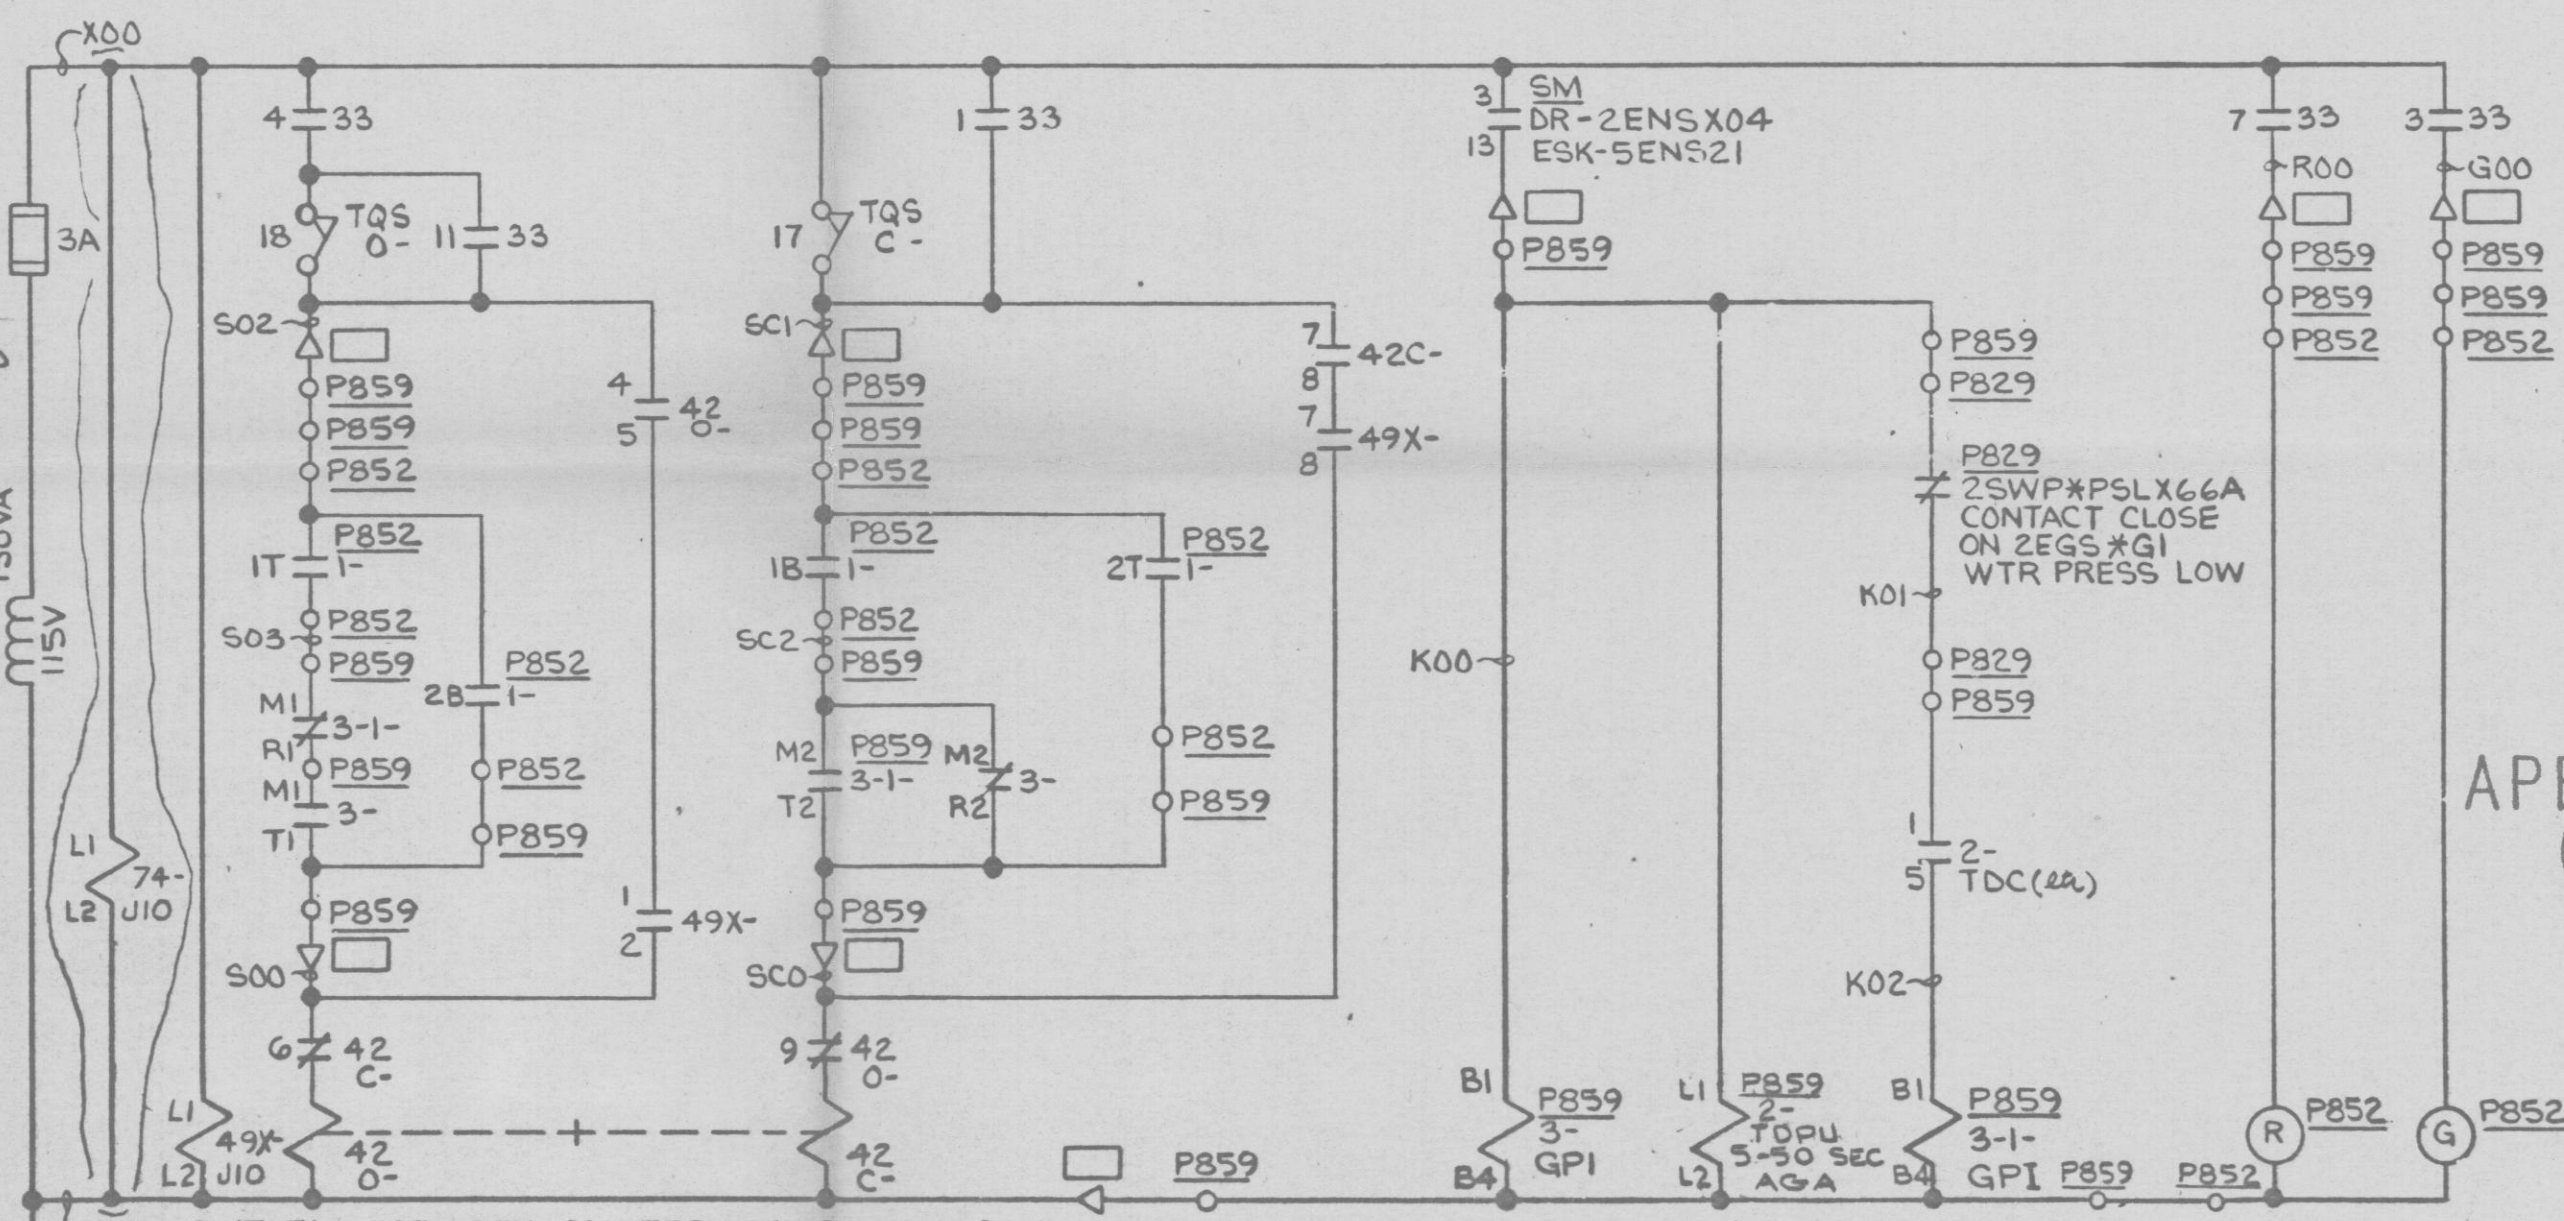 X00
3A
115V
L1
74-
L2 J10
L1
49X-
L2 J10
4 33
18 TQS
O-
11 33
S02
P859
P859
P852
4
42
5 O-
P852
1T 1-
P852
S03
P859
P852
2B 1-
M1
3-1-
R1
P859
M1
3-
T1
P852
P859
P859
S00
1
49X-
2
6 42
C-
42
O-
17 TQS
C-
1 33
SC1
P859
P859
P852
7
42C-
8
7
49X-
8
P852
1B 1-
P852
2T 1-
P852
SC2
P859
M2 P859
3-1-
T2
M2
3-
R2
P852
P859
P859
SC0
9 42
O-
42
C-
P859
3 SM
DR-2ENSX04
13 ESK-5ENS21
P859
K00
B1
P859
3-
GPI
B4
L1 P859
2-
TDPU
5-50 SEC
L2 AGA
P859
P829
P829
2SWP*PSLX66A
CONTACT CLOSE
ON 2EGS*G1
WTR PRESS LOW
K01
P829
P859
1
2-
5 TDC(ea)
K02
B1
P859
3-1-
B4 GPI
P859
P852
7 33
R00
P859
P859
P852
R P852
3 33
G00
P859
P859
P852
G P852